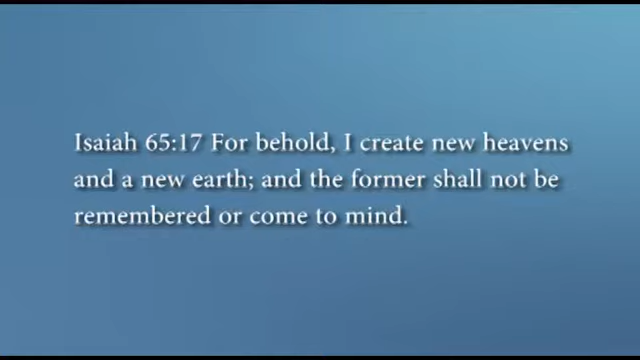 Isaiah 65:17 For behold, I create new heavens
and a new earth; and the former shall not be
remembered or come to mind.